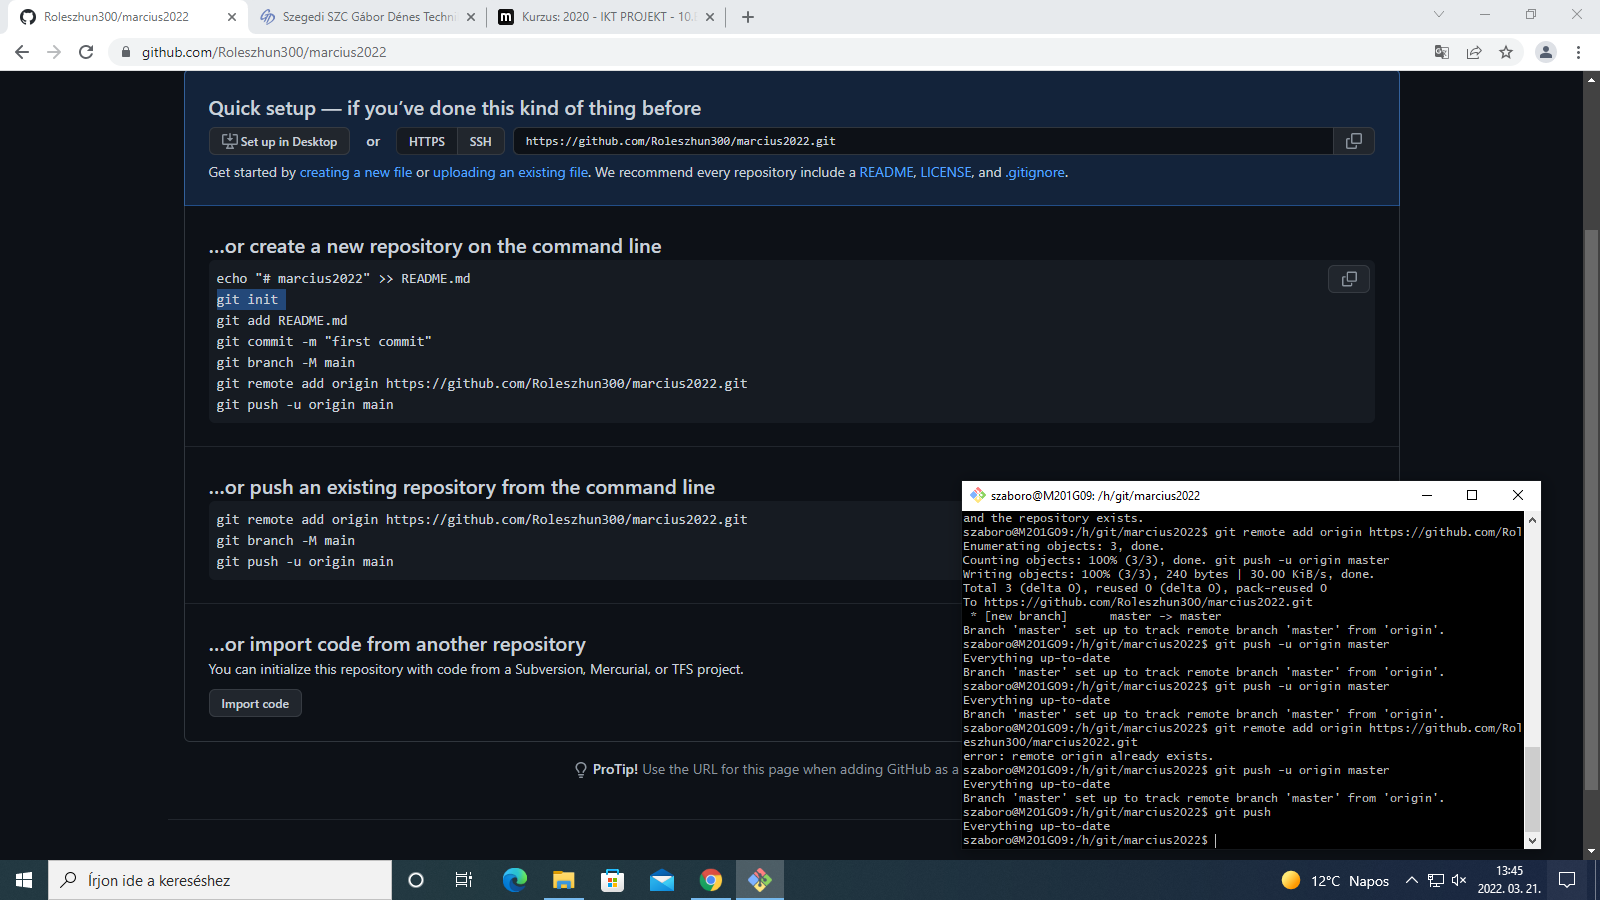 Roleszhun300/marcius2022
Szegedi SZC Gábor Dénes Techni
Kurzus: 2020 - IKT PROJEKT - 10.
github.com/Roleszhun300/marcius2022
Quick setup — if you’ve done this kind of thing before
Set up in Desktop or HTTPS SSH https://github.com/Roleszhun300/marcius2022.git
Get started by creating a new file or uploading an existing file. We recommend every repository include a README, LICENSE, and .gitignore.
…or create a new repository on the command line
echo "# marcius2022" >> README.md
git init
git add README.md
git commit -m "first commit"
git branch -M main
git remote add origin https://github.com/Roleszhun300/marcius2022.git
git push -u origin main
…or push an existing repository from the command line
git remote add origin https://github.com/Roleszhun300/marcius2022.git
git branch -M main
git push -u origin main
…or import code from another repository
You can initialize this repository with code from a Subversion, Mercurial, or TFS project.
Import code
ProTip! Use the URL for this page when adding GitHub as a
szaboro@M201G09: /h/git/marcius2022
and the repository exists.
szaboro@M201G09:/h/git/marcius2022$ git remote add origin https://github.com/Rol
Enumerating objects: 3, done.
Counting objects: 100% (3/3), done. git push -u origin master
Writing objects: 100% (3/3), 240 bytes | 30.00 KiB/s, done.
Total 3 (delta 0), reused 0 (delta 0), pack-reused 0
To https://github.com/Roleszhun300/marcius2022.git
* [new branch] master -> master
Branch 'master' set up to track remote branch 'master' from 'origin'.
szaboro@M201G09:/h/git/marcius2022$ git push -u origin master
Everything up-to-date
Branch 'master' set up to track remote branch 'master' from 'origin'.
szaboro@M201G09:/h/git/marcius2022$ git push -u origin master
Everything up-to-date
Branch 'master' set up to track remote branch 'master' from 'origin'.
szaboro@M201G09:/h/git/marcius2022$ git remote add origin https://github.com/Rol
eszhun300/marcius2022.git
error: remote origin already exists.
szaboro@M201G09:/h/git/marcius2022$ git push -u origin master
Everything up-to-date
Branch 'master' set up to track remote branch 'master' from 'origin'.
szaboro@M201G09:/h/git/marcius2022$ git push
Everything up-to-date
szaboro@M201G09:/h/git/marcius2022$
Írjon ide a kereséshez
12°C Napos
13:45
2022. 03. 21.